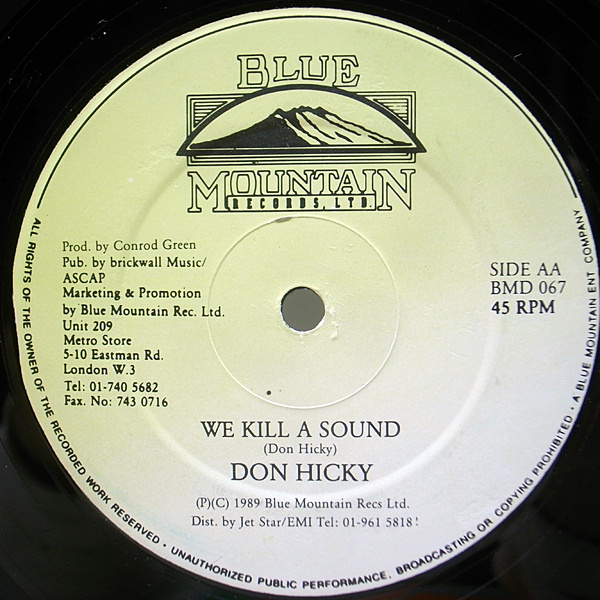 BLUE
MOUNTAIN
RECORDS, LTD.
Prod. by Conrod Green
Pub. by brickwall Music/
ASCAP
Marketing & Promotion
by Blue Mountain Rec. Ltd.
Unit 209
Metro Store
5-10 Eastman Rd.
London W.3
Tel: 01-740 5682
Fax. No: 743 0716
SIDE AA
BMD 067
45 RPM
WE KILL A SOUND
(Don Hicky)
DON HICKY
(P)(C) 1989 Blue Mountain Recs Ltd.
Dist. by Jet Star/EMI Tel: 01-961 5818!
ALL RIGHTS OF THE OWNER OF THE RECORDED WORK RESERVED • UNAUTHORIZED PUBLIC PERFORMANCE, BROADCASTING OR COPYING PROHIBITED • A BLUE MOUNTAIN ENT COMPANY